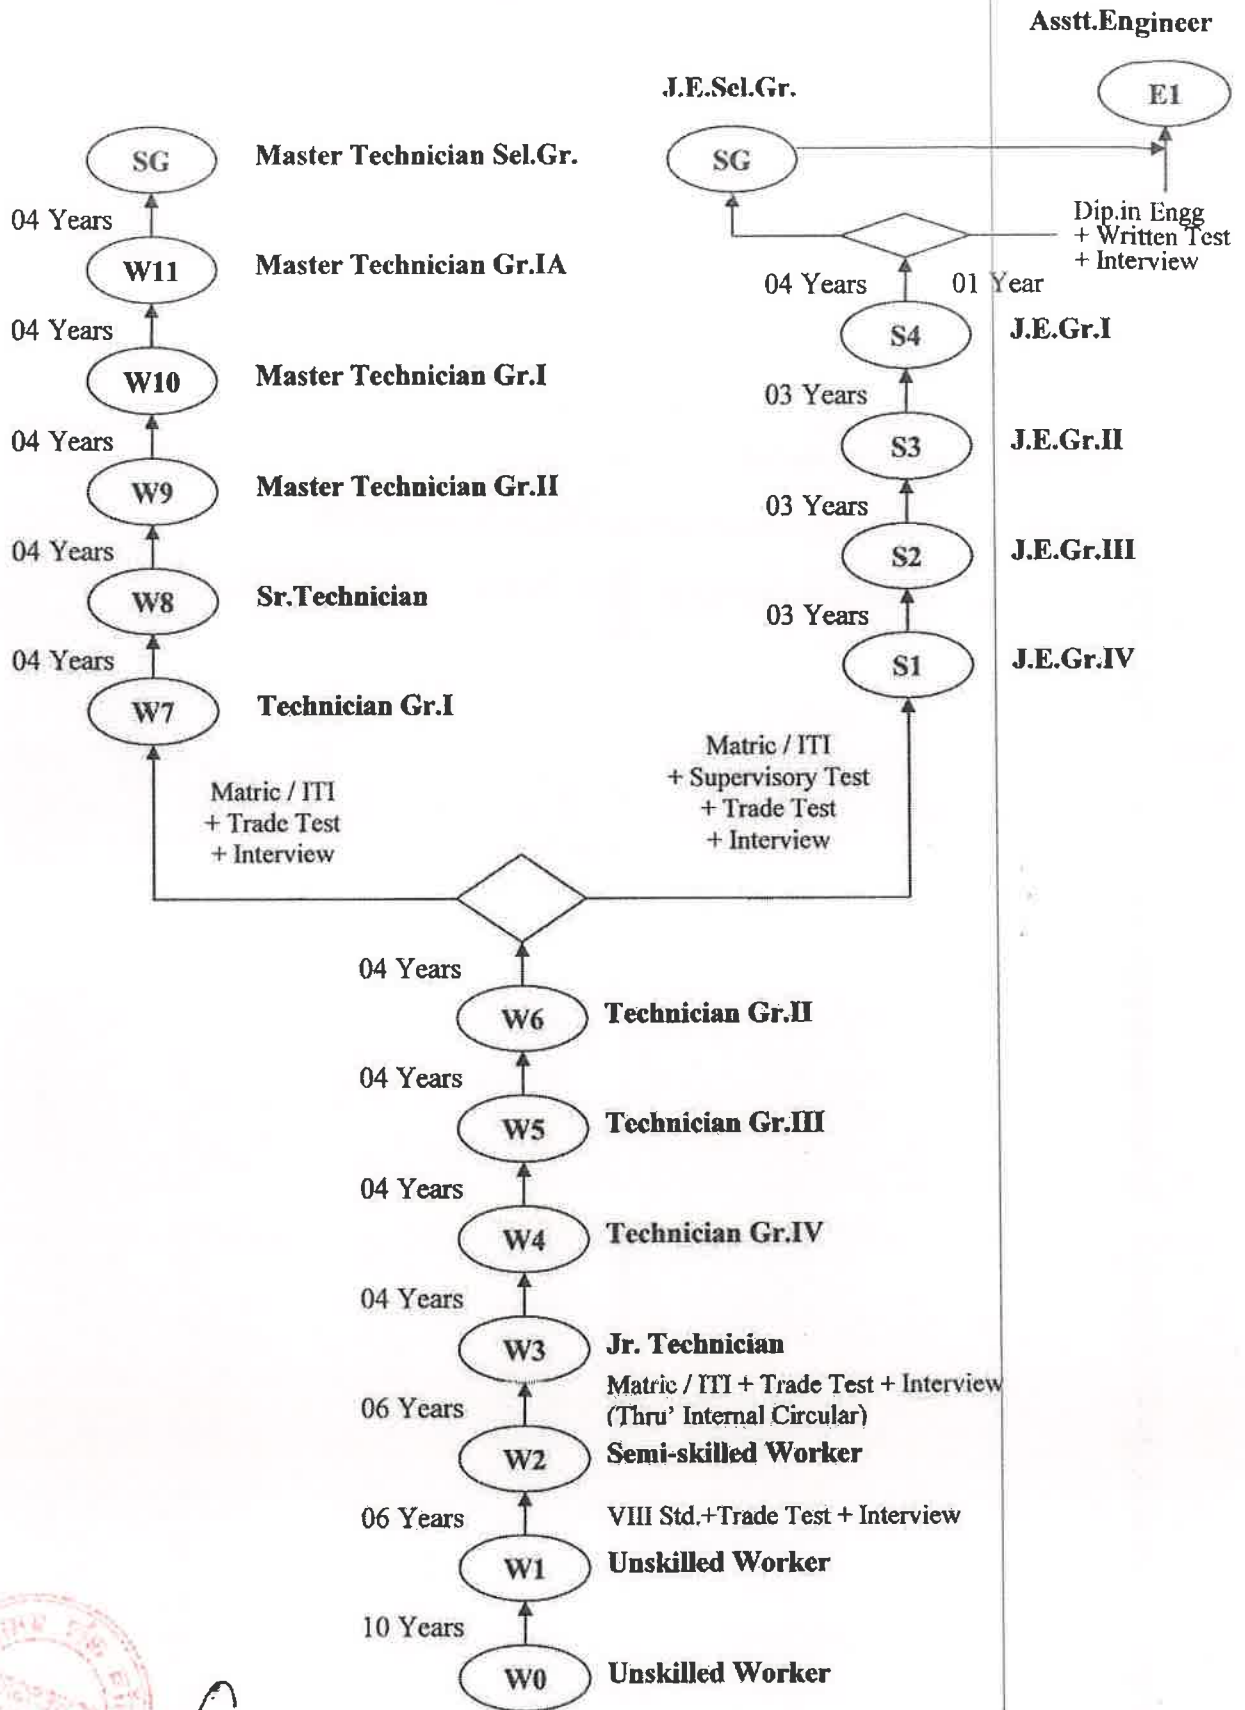 Asstt.Engineer
E1
J.E.Sel.Gr.
SG
SG
Master Technician Sel.Gr.
Dip.in Engg
+ Written Test
+ Interview
04 Years
W11
Master Technician Gr.IA
04 Years
01 Year
S4
J.E.Gr.I
04 Years
W10
Master Technician Gr.I
03 Years
S3
J.E.Gr.II
04 Years
W9
Master Technician Gr.II
03 Years
S2
J.E.Gr.III
04 Years
W8
Sr.Technician
03 Years
S1
J.E.Gr.IV
04 Years
W7
Technician Gr.I
Matric / ITI
+ Trade Test
+ Interview
Matric / ITI
+ Supervisory Test
+ Trade Test
+ Interview
04 Years
W6
Technician Gr.II
04 Years
W5
Technician Gr.III
04 Years
W4
Technician Gr.IV
04 Years
W3
Jr. Technician
Matric / ITI + Trade Test + Interview
(Thru' Internal Circular)
06 Years
W2
Semi-skilled Worker
06 Years
VIII Std.+Trade Test + Interview
W1
Unskilled Worker
10 Years
W0
Unskilled Worker